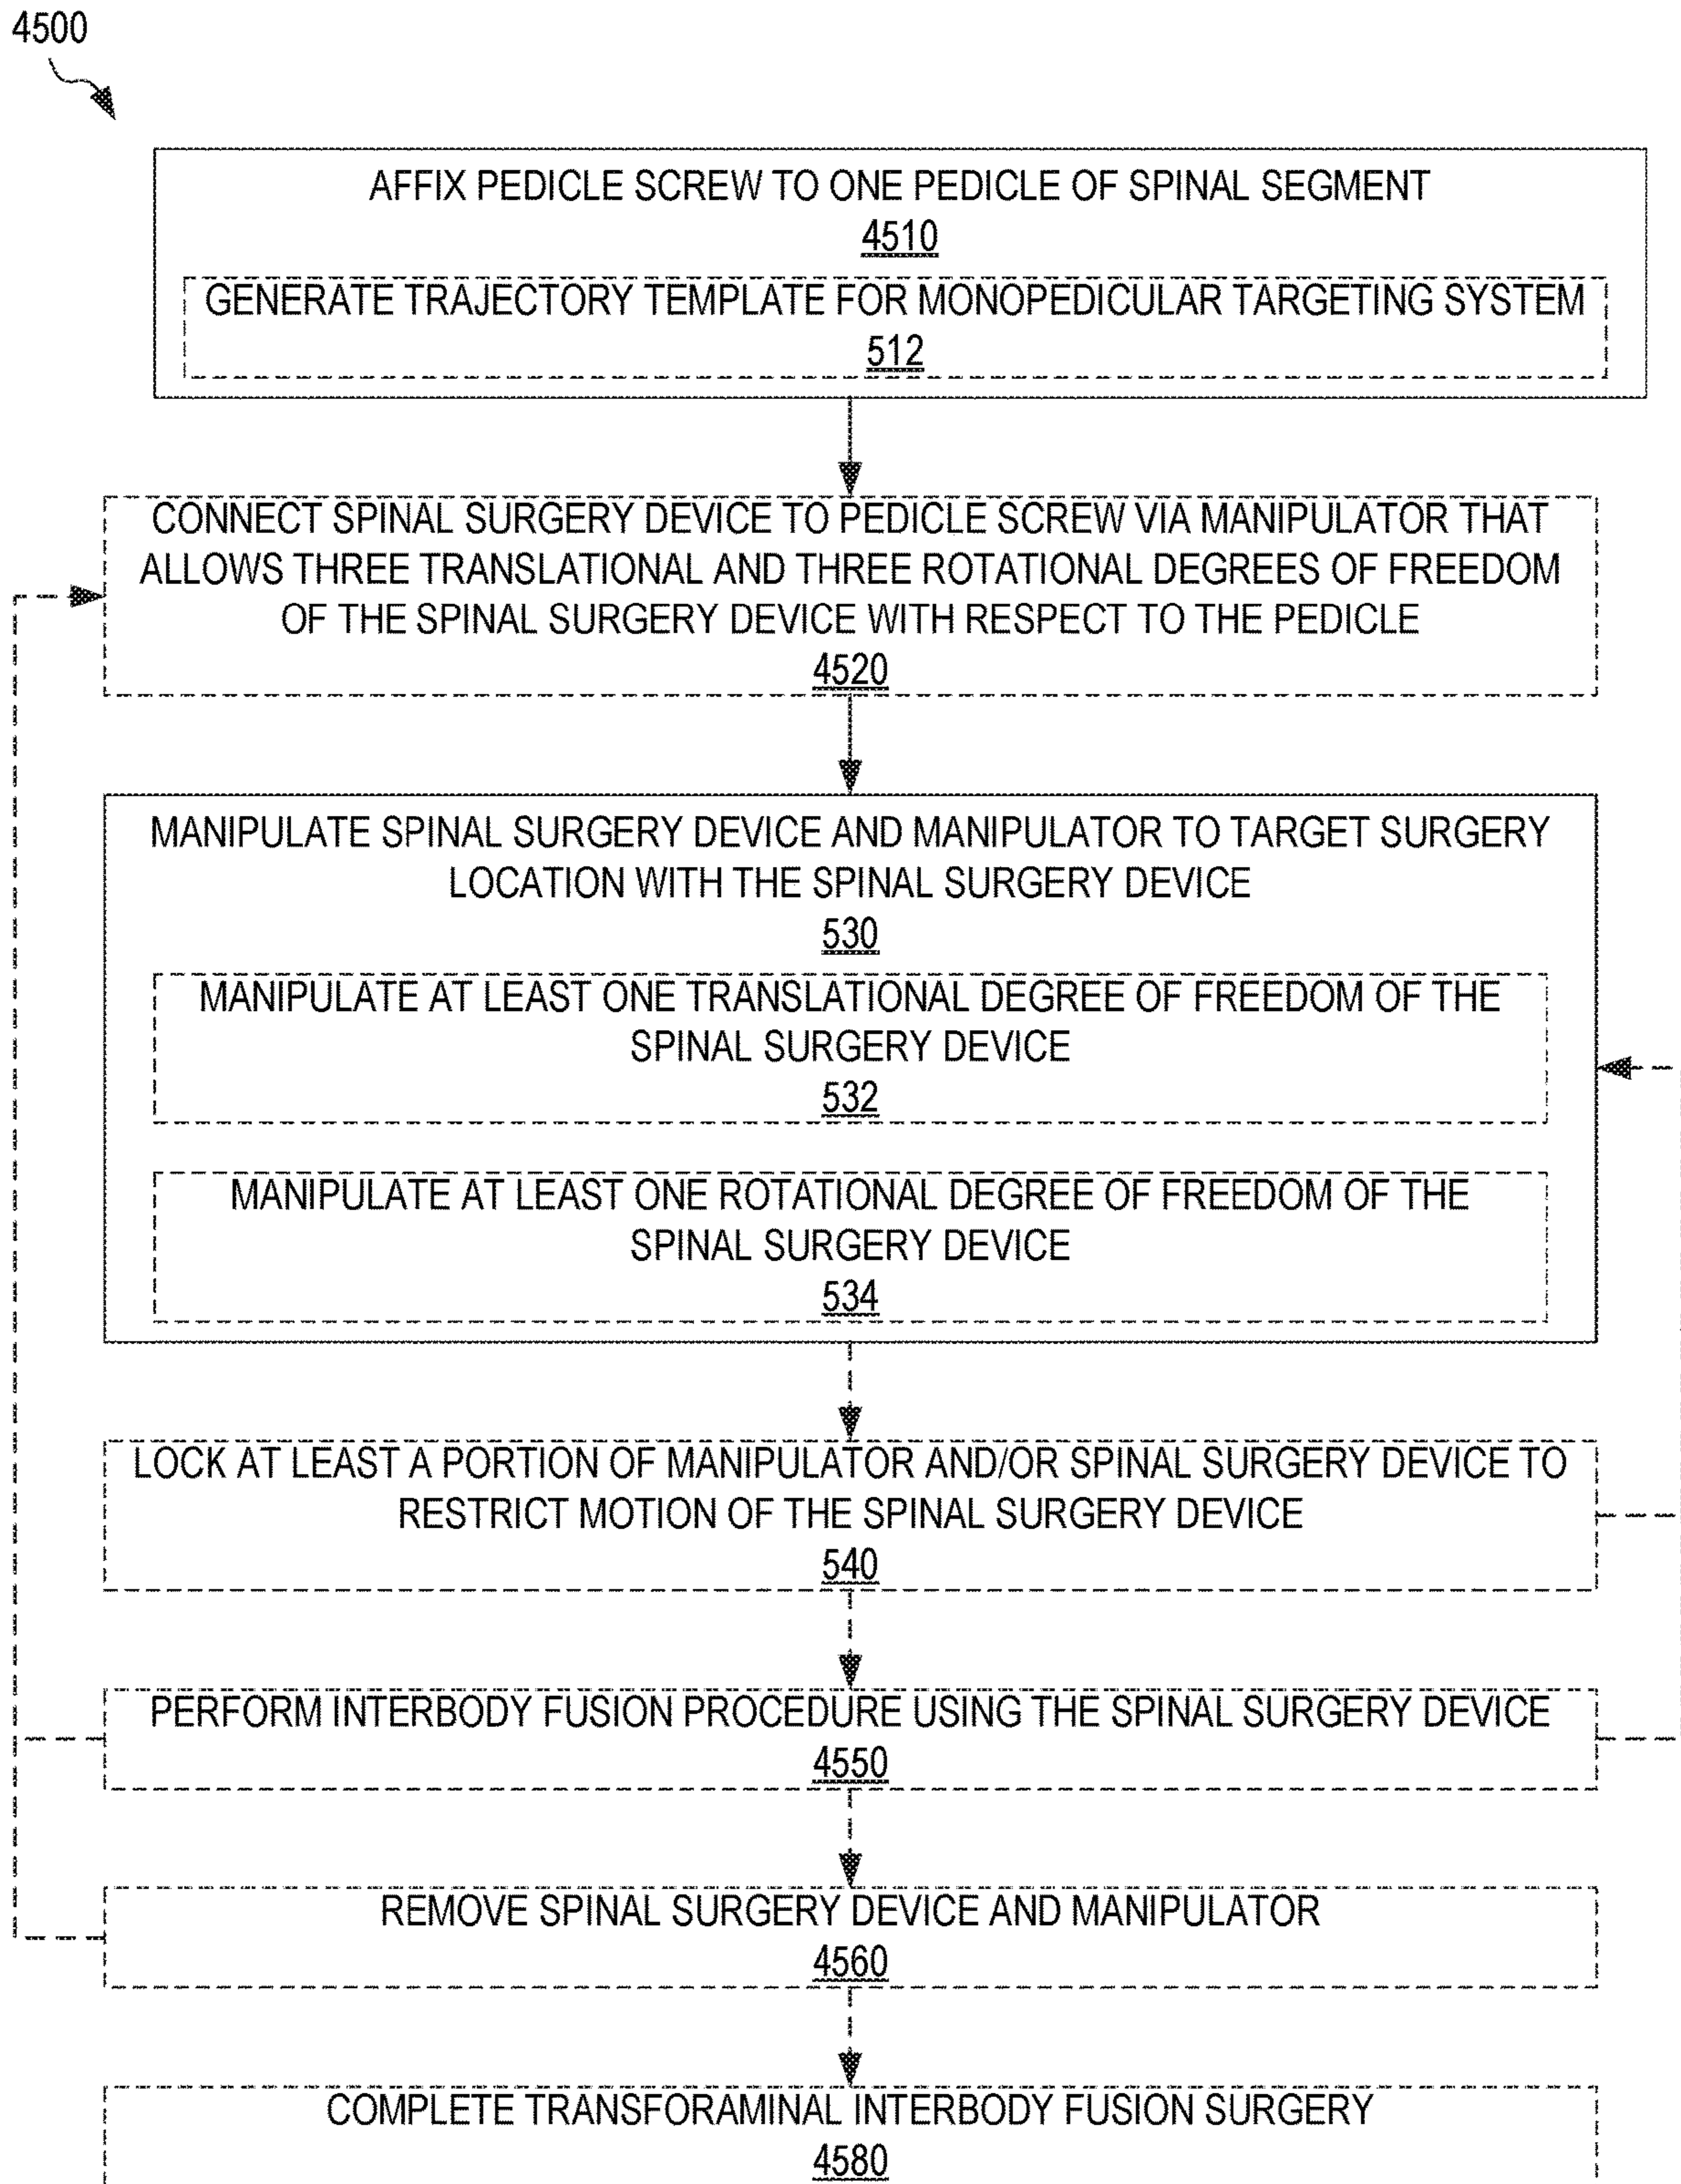 4500
AFFIX PEDICLE SCREW TO ONE PEDICLE OF SPINAL SEGMENT
4510
GENERATE TRAJECTORY TEMPLATE FOR MONOPEDICULAR TARGETING SYSTEM
512
CONNECT SPINAL SURGERY DEVICE TO PEDICLE SCREW VIA MANIPULATOR THAT
ALLOWS THREE TRANSLATIONAL AND THREE ROTATIONAL DEGREES OF FREEDOM
OF THE SPINAL SURGERY DEVICE WITH RESPECT TO THE PEDICLE
4520
MANIPULATE SPINAL SURGERY DEVICE AND MANIPULATOR TO TARGET SURGERY
LOCATION WITH THE SPINAL SURGERY DEVICE
530
MANIPULATE AT LEAST ONE TRANSLATIONAL DEGREE OF FREEDOM OF THE
SPINAL SURGERY DEVICE
532
MANIPULATE AT LEAST ONE ROTATIONAL DEGREE OF FREEDOM OF THE
SPINAL SURGERY DEVICE
534
LOCK AT LEAST A PORTION OF MANIPULATOR AND/OR SPINAL SURGERY DEVICE TO
RESTRICT MOTION OF THE SPINAL SURGERY DEVICE
540
PERFORM INTERBODY FUSION PROCEDURE USING THE SPINAL SURGERY DEVICE
4550
REMOVE SPINAL SURGERY DEVICE AND MANIPULATOR
4560
COMPLETE TRANSFORAMINAL INTERBODY FUSION SURGERY
4580